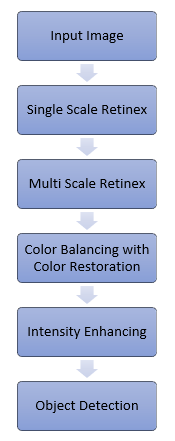 Input Image
Single Scale Retinex
Multi Scale Retinex
Color Balancing with
Color Restoration
Intensity Enhancing
Object Detection